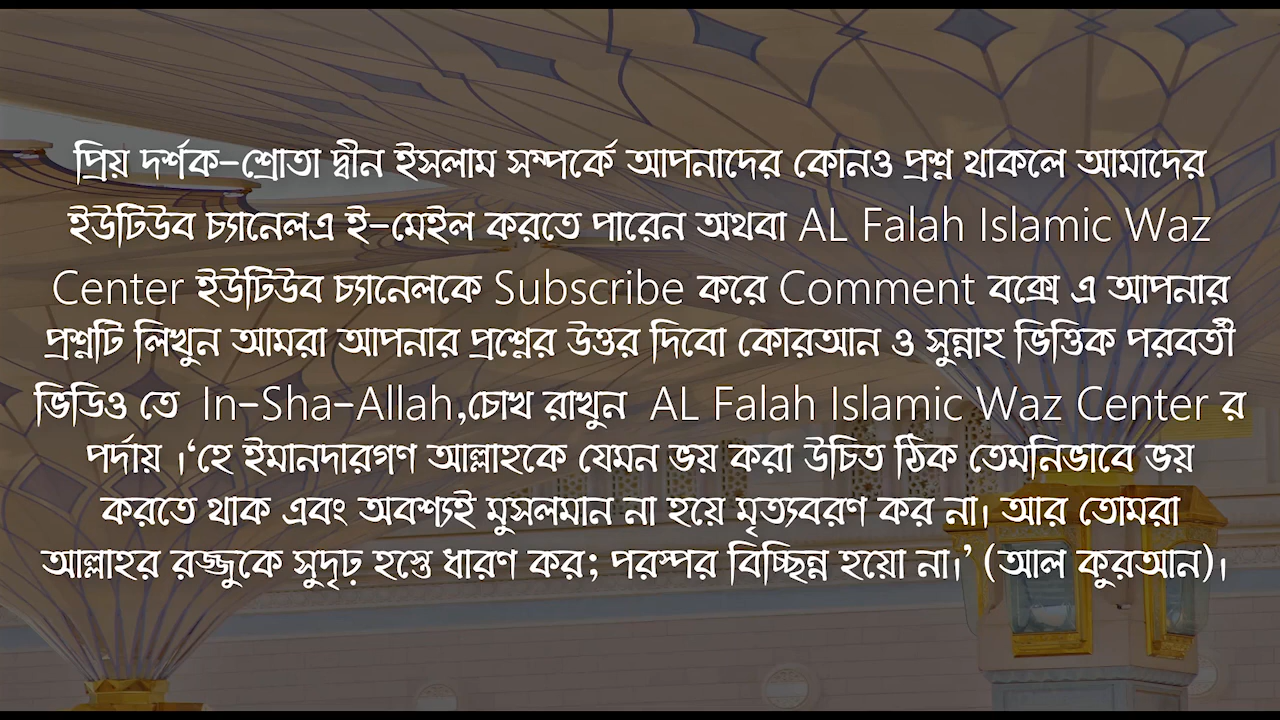 প্রিয় দর্শক-শ্রোতা দ্বীন ইসলাম সম্পর্কে আপনাদের কোনও প্রশ্ন থাকলে আমাদের
ইউটিউব চ্যানেলএ ই-মেইল করতে পারেন অথবা AL Falah Islamic Waz
Center ইউটিউব চ্যানেলকে Subscribe করে Comment বক্সে এ আপনার
প্রশ্নটি লিখুন আমরা আপনার প্রশ্নের উত্তর দিবো কোরআন ও সুন্নাহ ভিত্তিক পরবর্তী
ভিডিও তে In-Sha-Allah,চোখ রাখুন AL Falah Islamic Waz Center র
পর্দায় ।‘হে ইমানদারগণ আল্লাহকে যেমন ভয় করা উচিত ঠিক তেমনিভাবে ভয়
করতে থাক এবং অবশ্যই মুসলমান না হয়ে মৃত্যবরণ কর না। আর তোমরা
আল্লাহর রজ্জুকে সুদৃঢ় হস্তে ধারণ কর; পরস্পর বিচ্ছিন্ন হয়ো না।’ (আল কুরআন)।